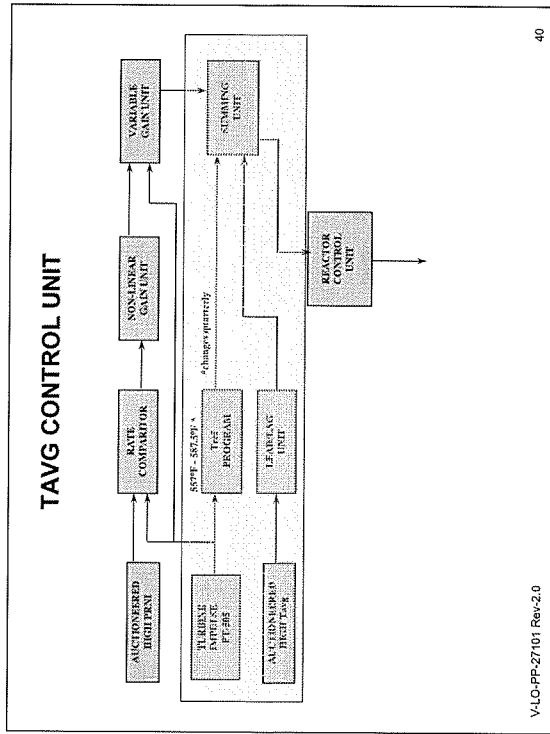 TAVG CONTROL UNIT
AUCTIONEERED
HIGH PRNI
RATE
COMPARITOR
NON-LINEAR
GAIN UNIT
VARIABLE
GAIN UNIT
557°F - 587.5°F *
TURBINE
IMPULSE
PT-505
Tref
PROGRAM
*changes quarterly
SUMMING
UNIT
AUCTIONEERED
HIGH Tavg
LEAD/LAG
UNIT
REACTOR
CONTROL
UNIT
V-LO-PP-27101 Rev-2.0
40